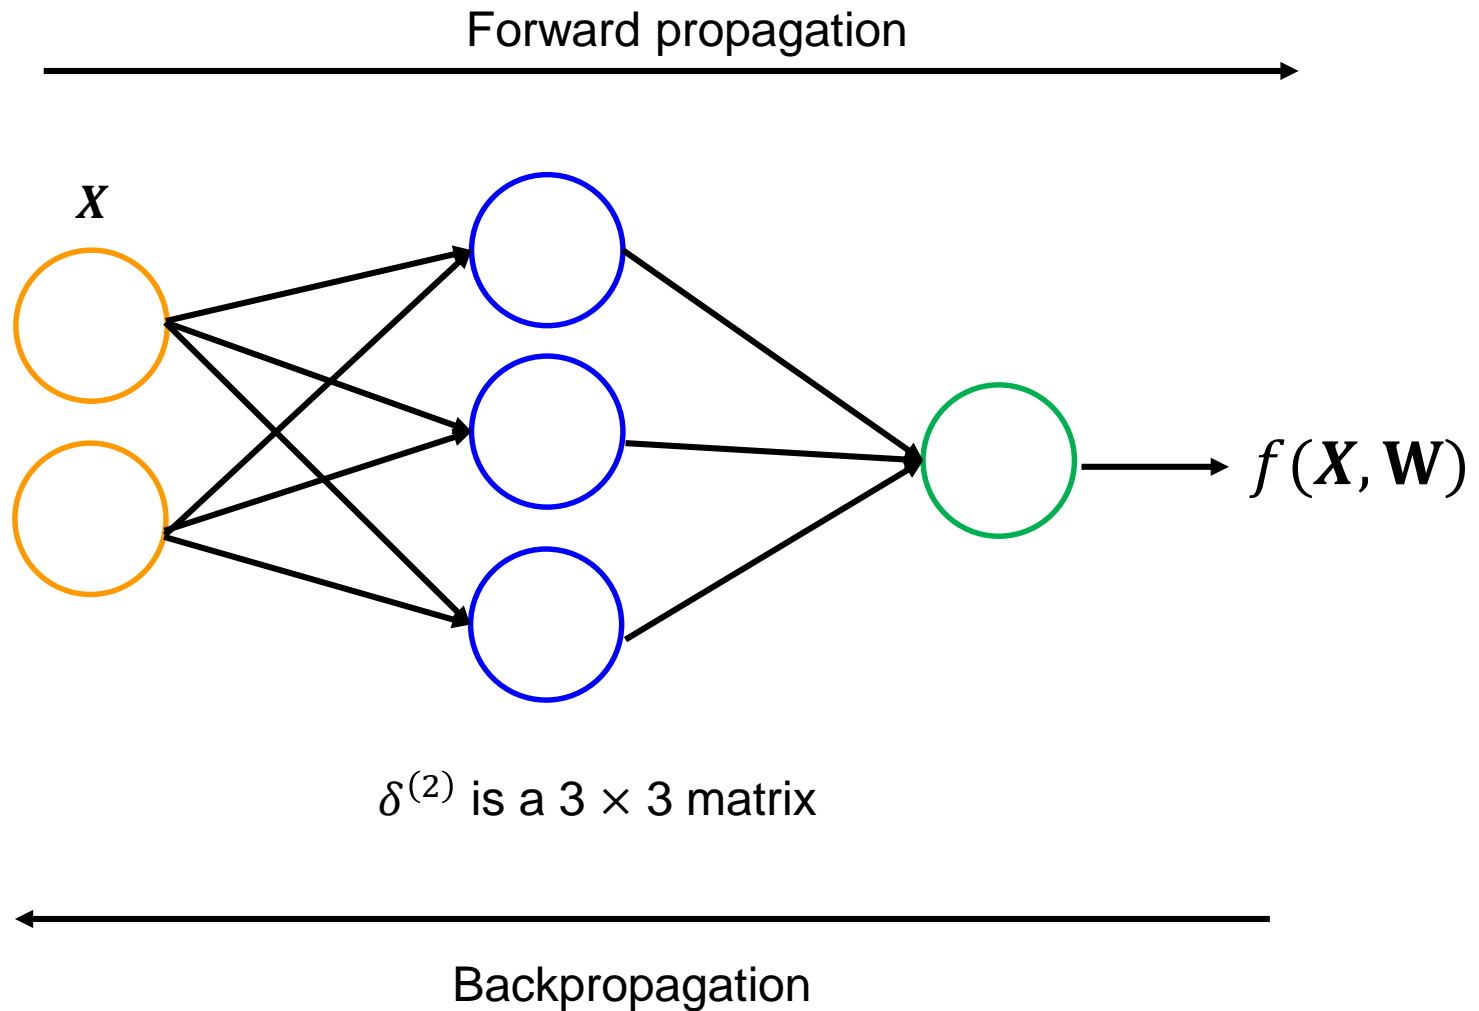 Forward propagation
𝑿
𝑓(𝑿, 𝐖)
𝛿⁽²⁾ is a 3 × 3 matrix
Backpropagation